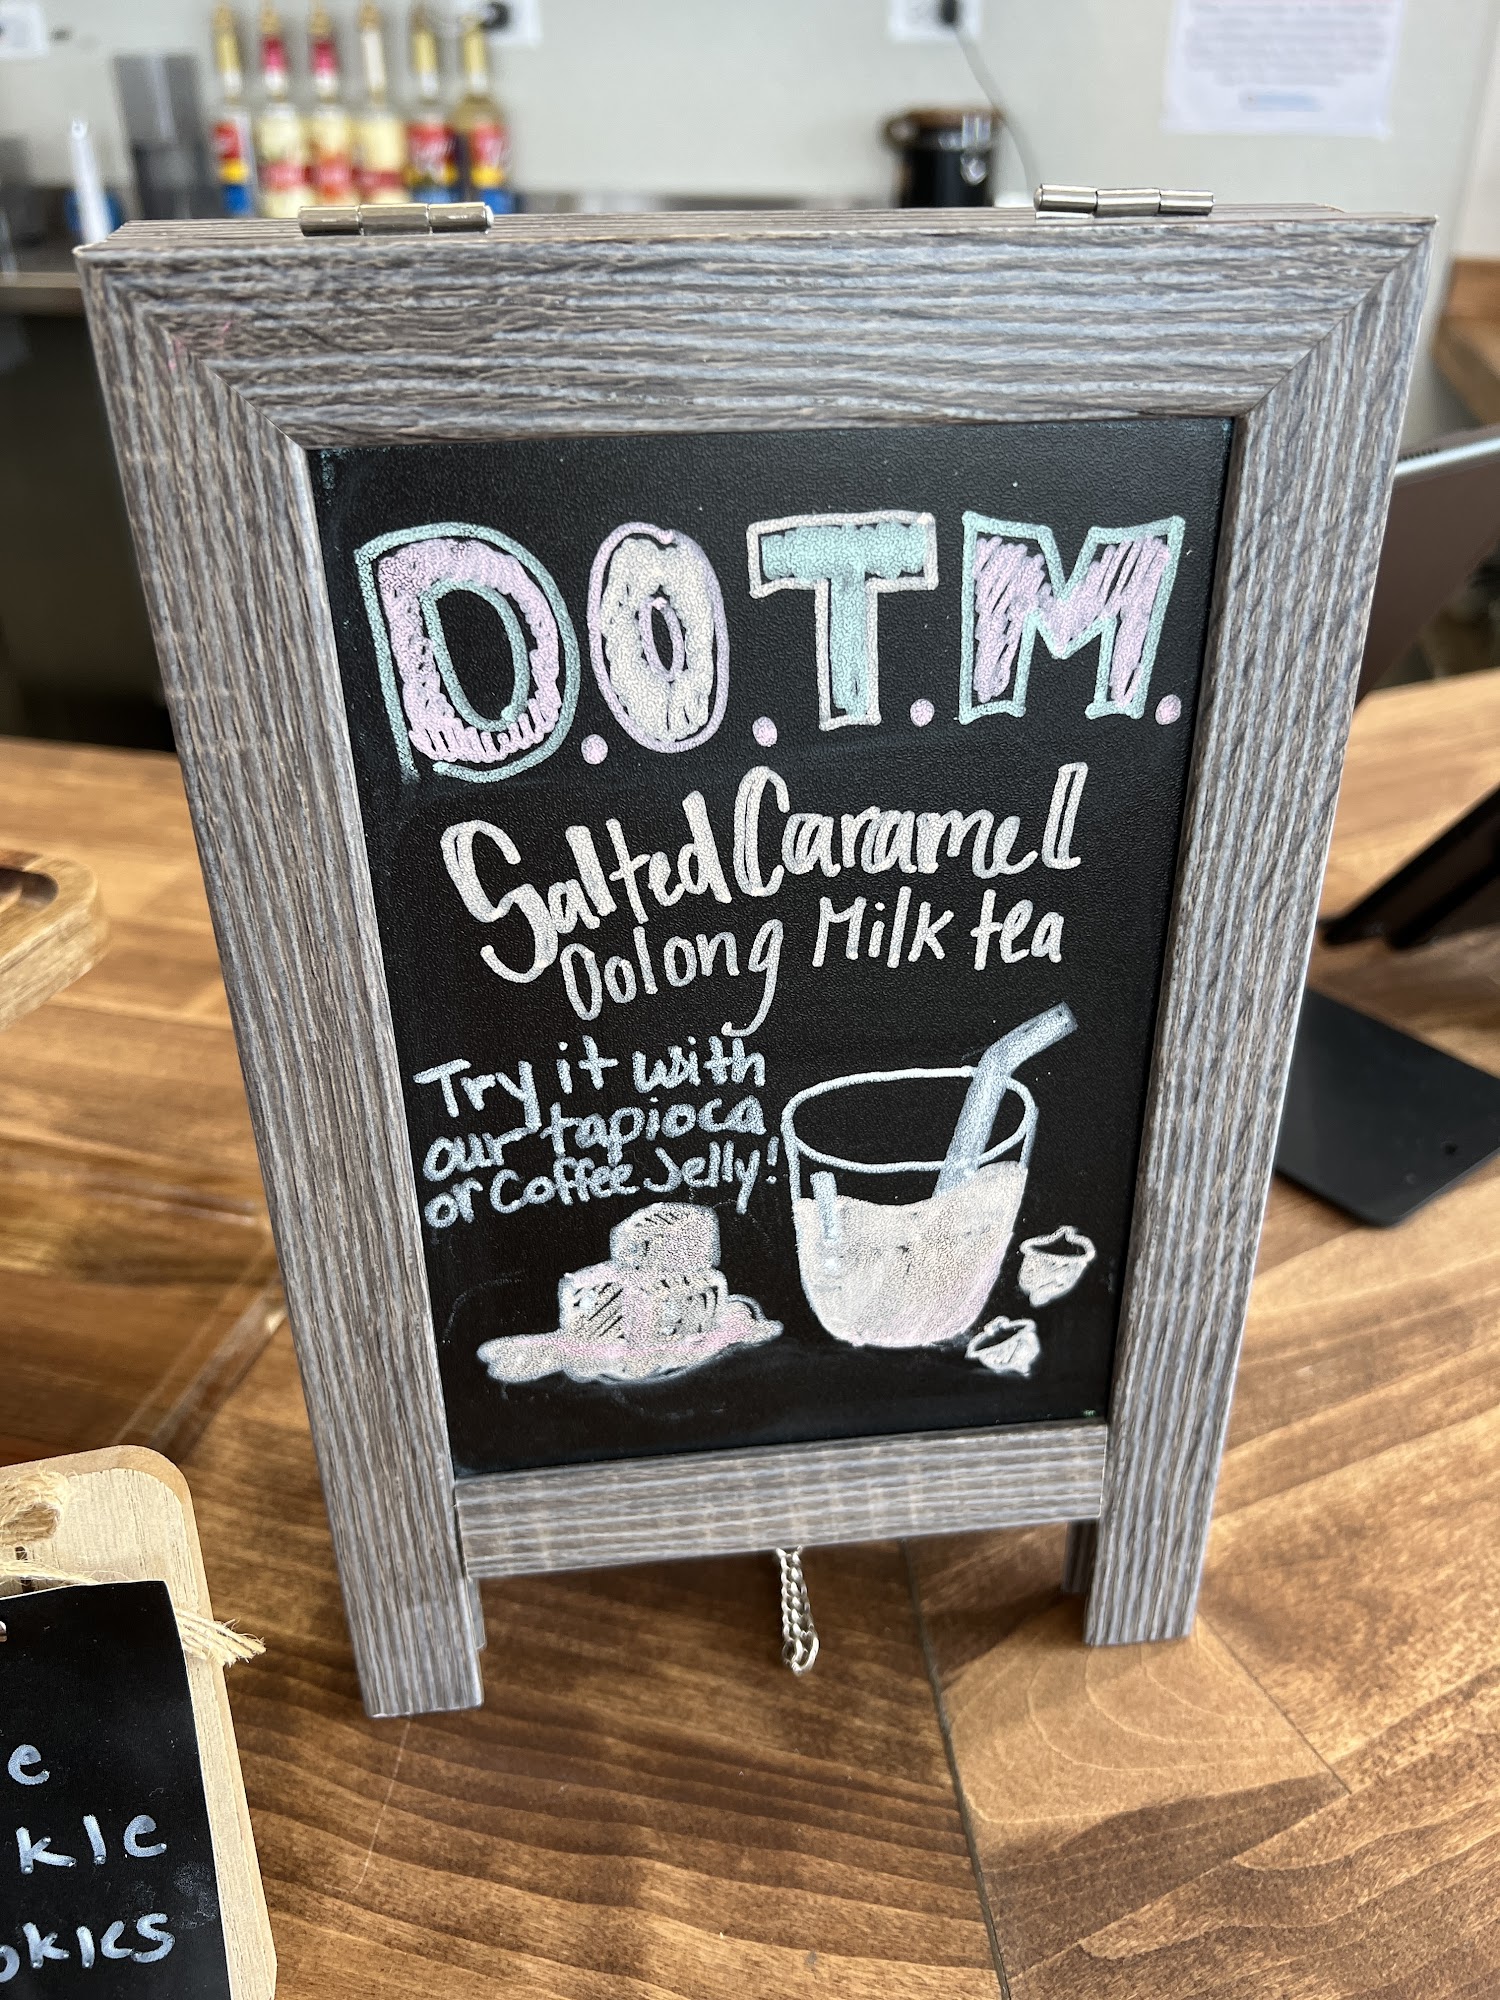 D.O.T.M.
Salted Caramel
Oolong Milk tea
Try it with
our tapioca
or Coffee Jelly!
e
kle
okies